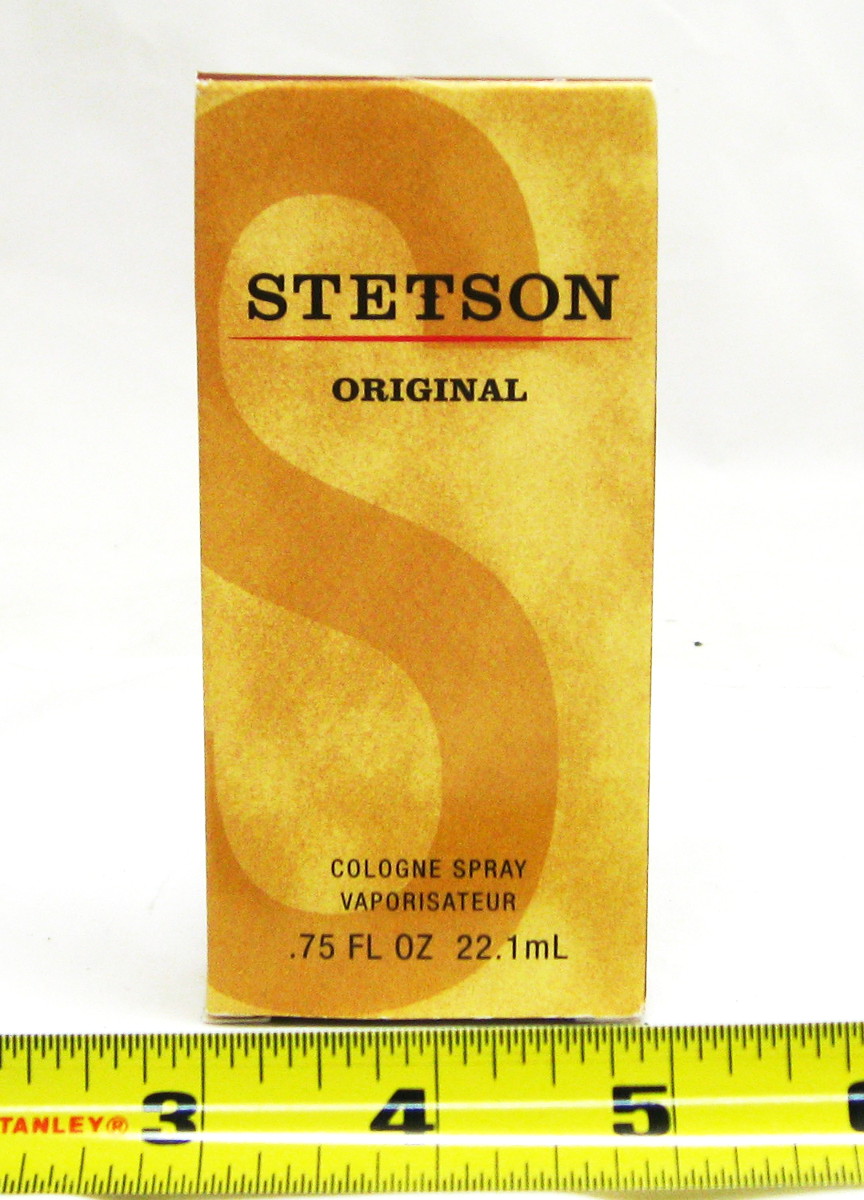 STETSON
ORIGINAL
COLOGNE SPRAY
VAPORISATEUR
.75 FL OZ 22.1mL
TANLEY® 3 4 5